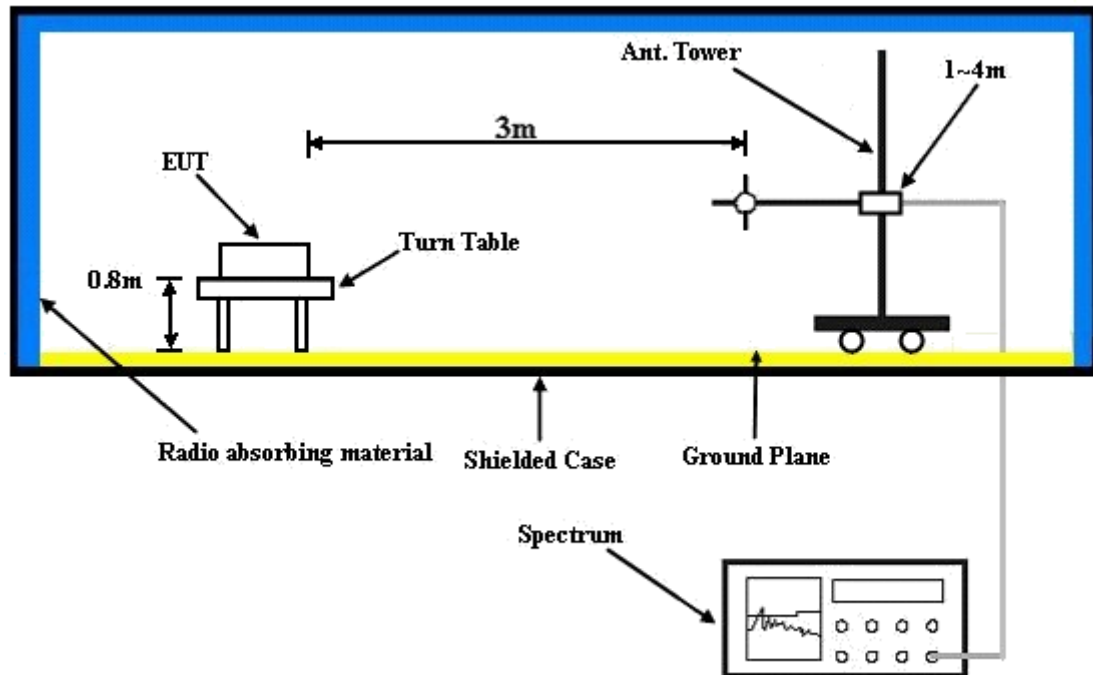 Ant. Tower
1~4m
3m
EUT
Turn Table
0.8m
Radio absorbing material
Shielded Case
Ground Plane
Spectrum